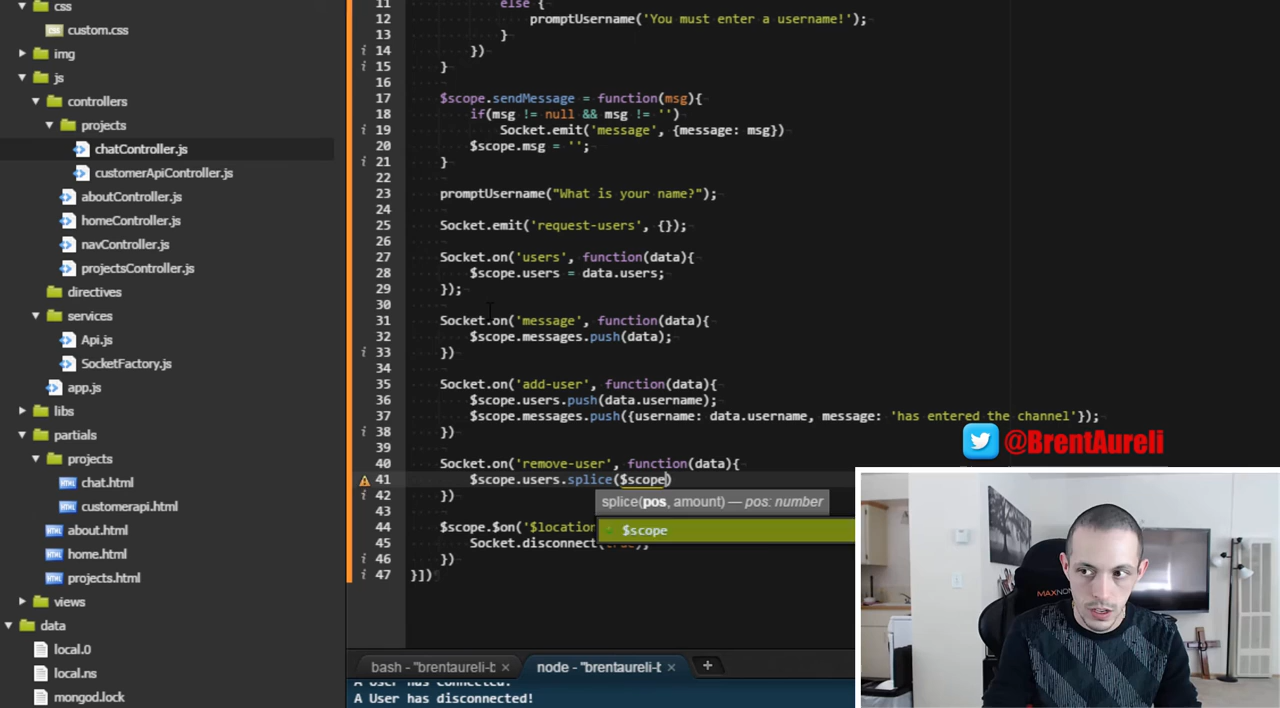 css
custom.css
img
js
controllers
projects
chatController.js
customerApiController.js
aboutController.js
homeController.js
navController.js
projectsController.js
directives
services
Api.js
SocketFactory.js
app.js
libs
partials
projects
chat.html
customerapi.html
about.html
home.html
projects.html
views
data
local.0
local.ns
mongod.lock
11 else {
12 promptUsername('You must enter a username!');
13 }
14 })
15 }
16
17 $scope.sendMessage = function(msg){
18 if(msg != null && msg != '')
19 Socket.emit('message', {message: msg})
20 $scope.msg = '';
21 }
22
23 promptUsername("What is your name?");
24
25 Socket.emit('request-users', {});
26
27 Socket.on('users', function(data){
28 $scope.users = data.users;
29 });
30
31 Socket.on('message', function(data){
32 $scope.messages.push(data);
33 })
34
35 Socket.on('add-user', function(data){
36 $scope.users.push(data.username);
37 $scope.messages.push({username: data.username, message: 'has entered the channel'});
38 })
39
40 Socket.on('remove-user', function(data){
41 $scope.users.splice($scope)
42 })
43
44 $scope.$on('$location
45 Socket.disconnect(true);
46 })
47 }])
splice(pos, amount) — pos: number
$scope
@BrentAureli
MAXNOM
bash - "brentaureli-b ×
node - "brentaureli-b ×
A User has connected.
A User has disconnected!